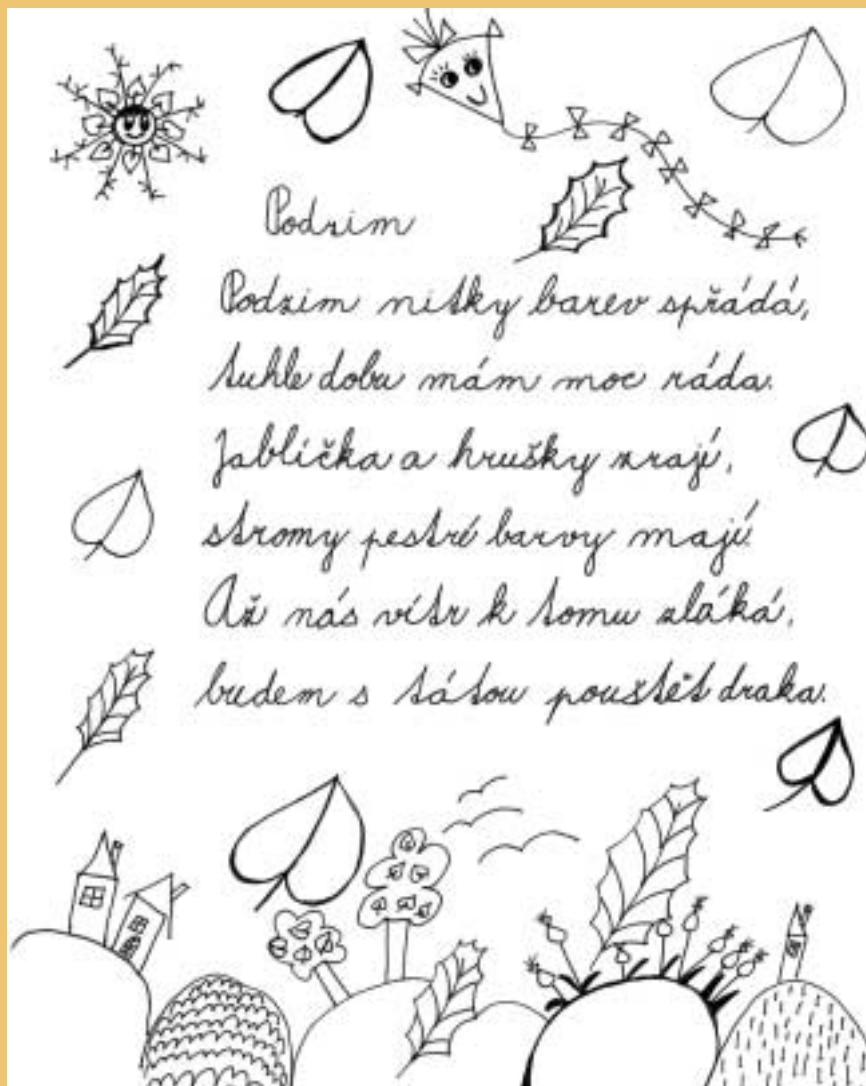 Podzim
Podzim nitky barev spřádá,
tuhle dobu mám moc ráda.
Jablíčka a hrušky zrají,
stromy pestré barvy mají.
Až nás vítr k tomu zláká,
budem s tátou pouštět draka.